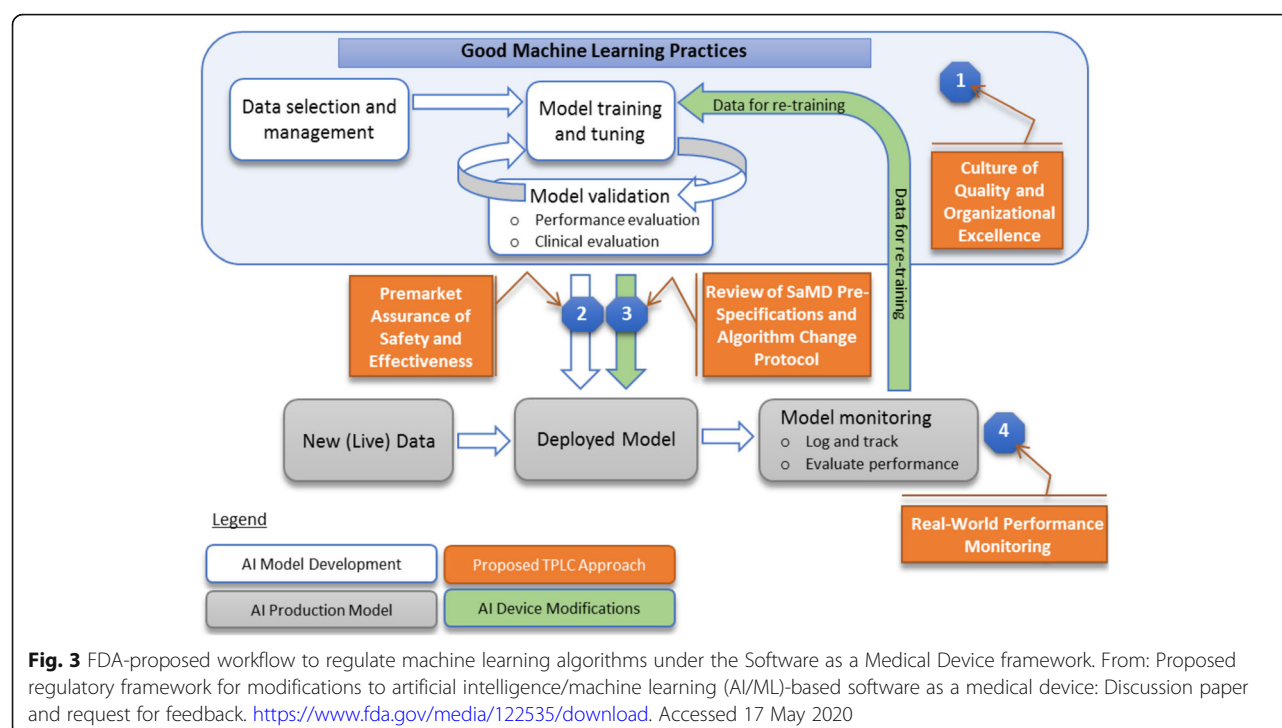 Good Machine Learning Practices
Data selection and
management
Model training
and tuning
Data for re-training
1
Culture of
Quality and
Organizational
Excellence
Model validation
o Performance evaluation
o Clinical evaluation
Data for re-training
Premarket
Assurance of
Safety and
Effectiveness
2
3
Review of SaMD Pre-
Specifications and
Algorithm Change
Protocol
New (Live) Data
Deployed Model
Model monitoring
o Log and track
o Evaluate performance
4
Real-World Performance
Monitoring
Legend
AI Model Development
Proposed TPLC Approach
AI Production Model
AI Device Modifications
Fig. 3 FDA-proposed workflow to regulate machine learning algorithms under the Software as a Medical Device framework. From: Proposed
regulatory framework for modifications to artificial intelligence/machine learning (AI/ML)-based software as a medical device: Discussion paper
and request for feedback. https://www.fda.gov/media/122535/download. Accessed 17 May 2020